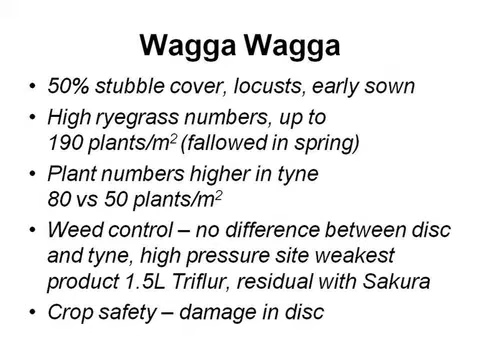 Wagga Wagga
• 50% stubble cover, locusts, early sown
• High ryegrass numbers, up to
190 plants/m² (fallowed in spring)
• Plant numbers higher in tyne
80 vs 50 plants/m²
• Weed control – no difference between disc
and tyne, high pressure site weakest
product 1.5L Triflur, residual with Sakura
• Crop safety – damage in disc